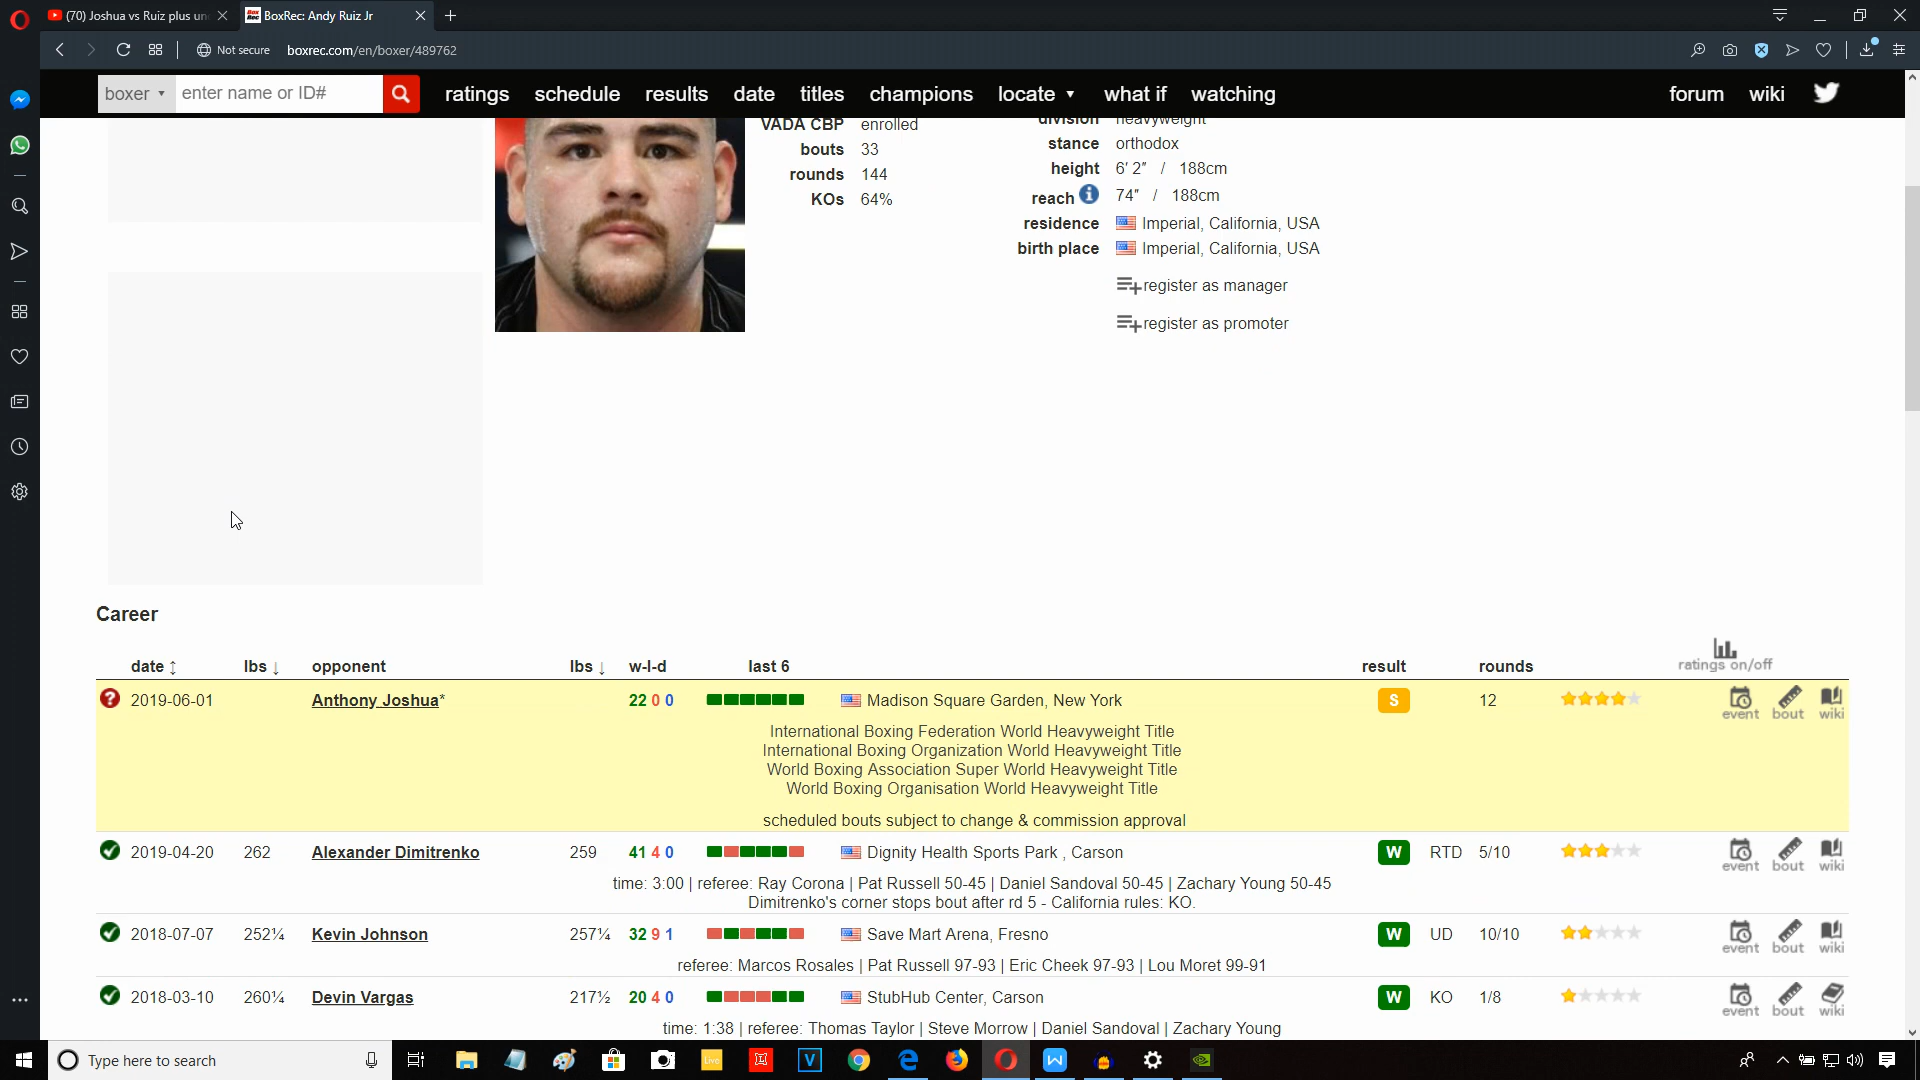 (70) Joshua vs Ruiz plus un
BoxRec: Andy Ruiz Jr
Not secure boxrec.com/en/boxer/489762
boxer enter name or ID# ratings schedule results date titles champions locate what if watching forum wiki
VADA CBP enrolled
bouts 33
rounds 144
KOs 64%
division heavyweight
stance orthodox
height 6′ 2″ / 188cm
reach 74″ / 188cm
residence Imperial, California, USA
birth place Imperial, California, USA
register as manager
register as promoter
Career
ratings on/off
date lbs opponent lbs w-l-d last 6 result rounds
2019-06-01 Anthony Joshua* 22 0 0 Madison Square Garden, New York S 12 event bout wiki
International Boxing Federation World Heavyweight Title
International Boxing Organization World Heavyweight Title
World Boxing Association Super World Heavyweight Title
World Boxing Organisation World Heavyweight Title
scheduled bouts subject to change & commission approval
2019-04-20 262 Alexander Dimitrenko 259 41 4 0 Dignity Health Sports Park , Carson W RTD 5/10 event bout wiki
time: 3:00 | referee: Ray Corona | Pat Russell 50-45 | Daniel Sandoval 50-45 | Zachary Young 50-45
Dimitrenko's corner stops bout after rd 5 - California rules: KO.
2018-07-07 252¼ Kevin Johnson 257¼ 32 9 1 Save Mart Arena, Fresno W UD 10/10 event bout wiki
referee: Marcos Rosales | Pat Russell 97-93 | Eric Cheek 97-93 | Lou Moret 99-91
2018-03-10 260¼ Devin Vargas 217½ 20 4 0 StubHub Center, Carson W KO 1/8 event bout wiki
time: 1:38 | referee: Thomas Taylor | Steve Morrow | Daniel Sandoval | Zachary Young
Type here to search